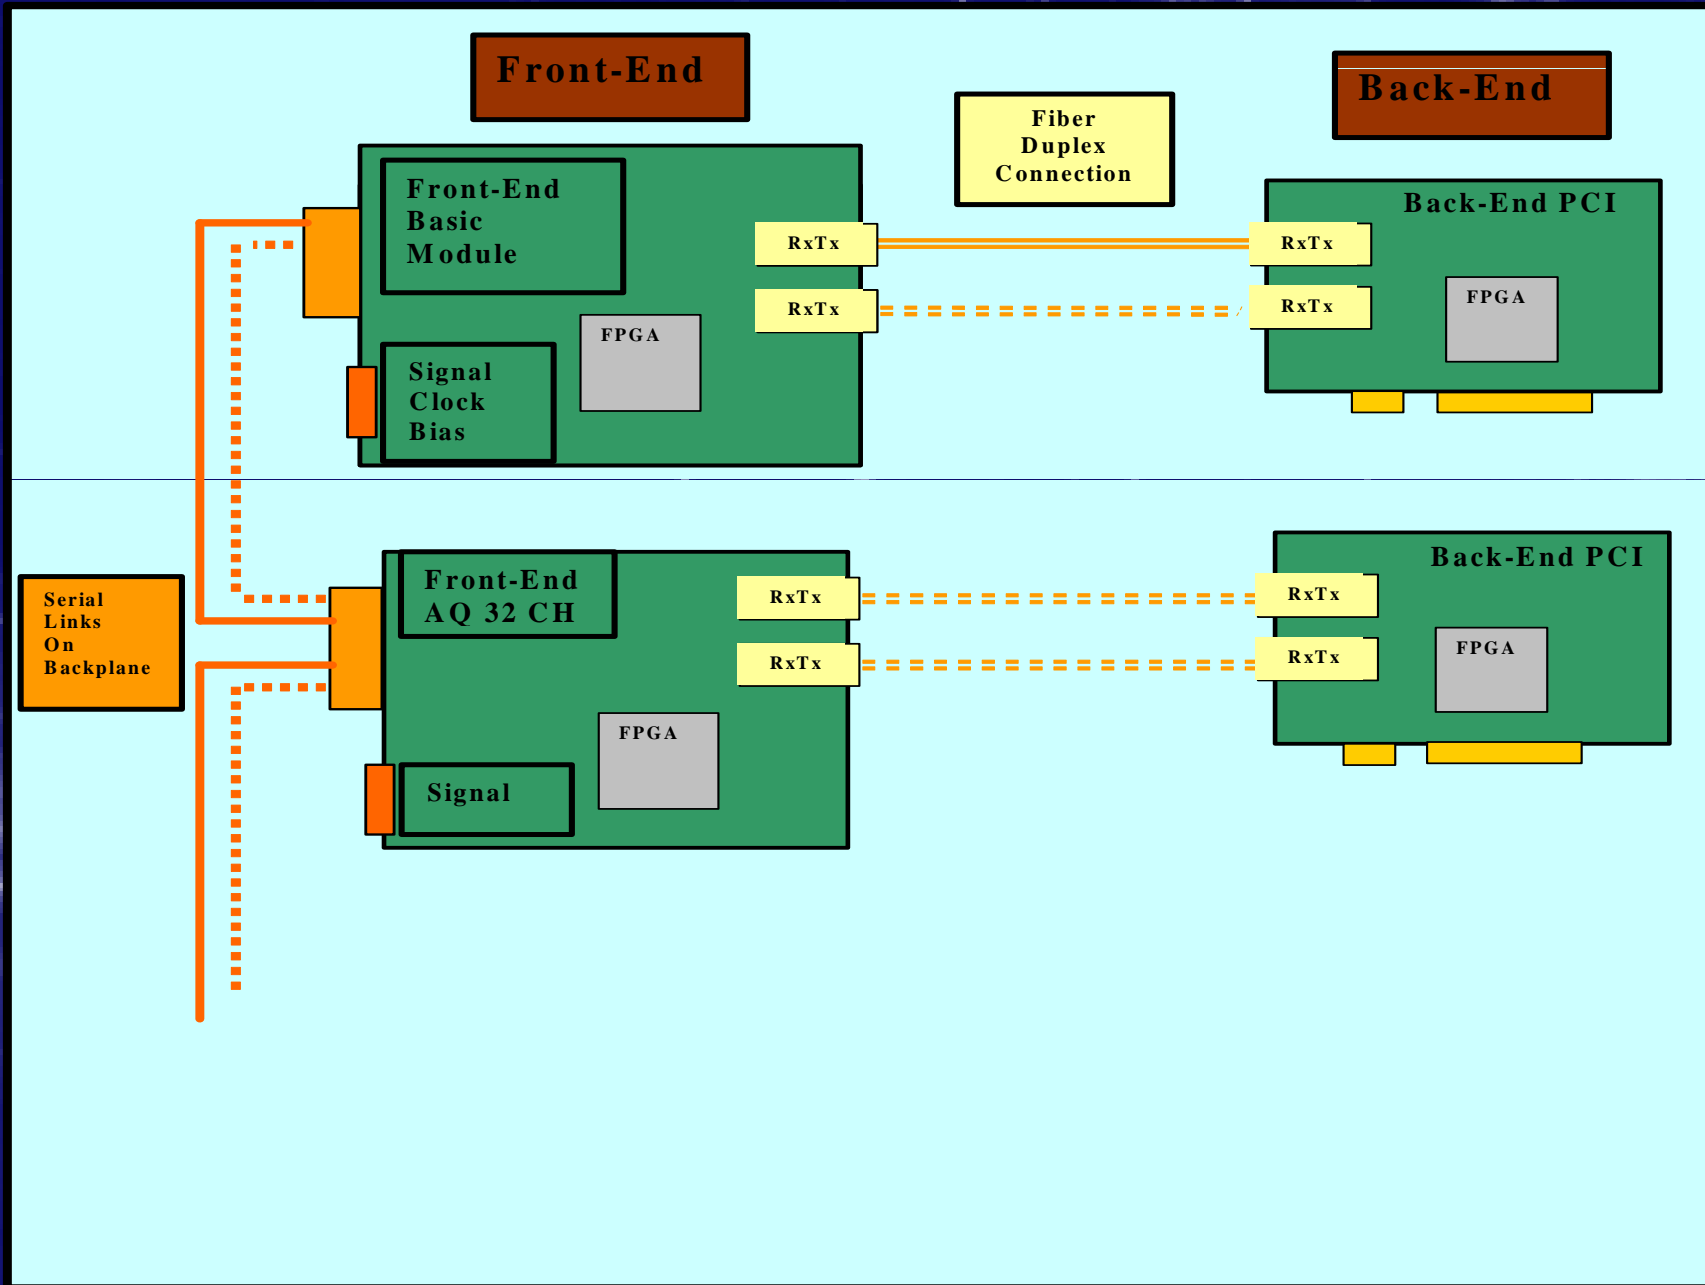 Front-End
Back-End
Fiber
Duplex
Connection
Front-End
Basic
Module
RxTx
RxTx
FPGA
Signal
Clock
Bias
Back-End PCI
RxTx
RxTx
FPGA
Serial
Links
On
Backplane
Front-End
AQ 32 CH
RxTx
RxTx
FPGA
Signal
Back-End PCI
RxTx
RxTx
FPGA